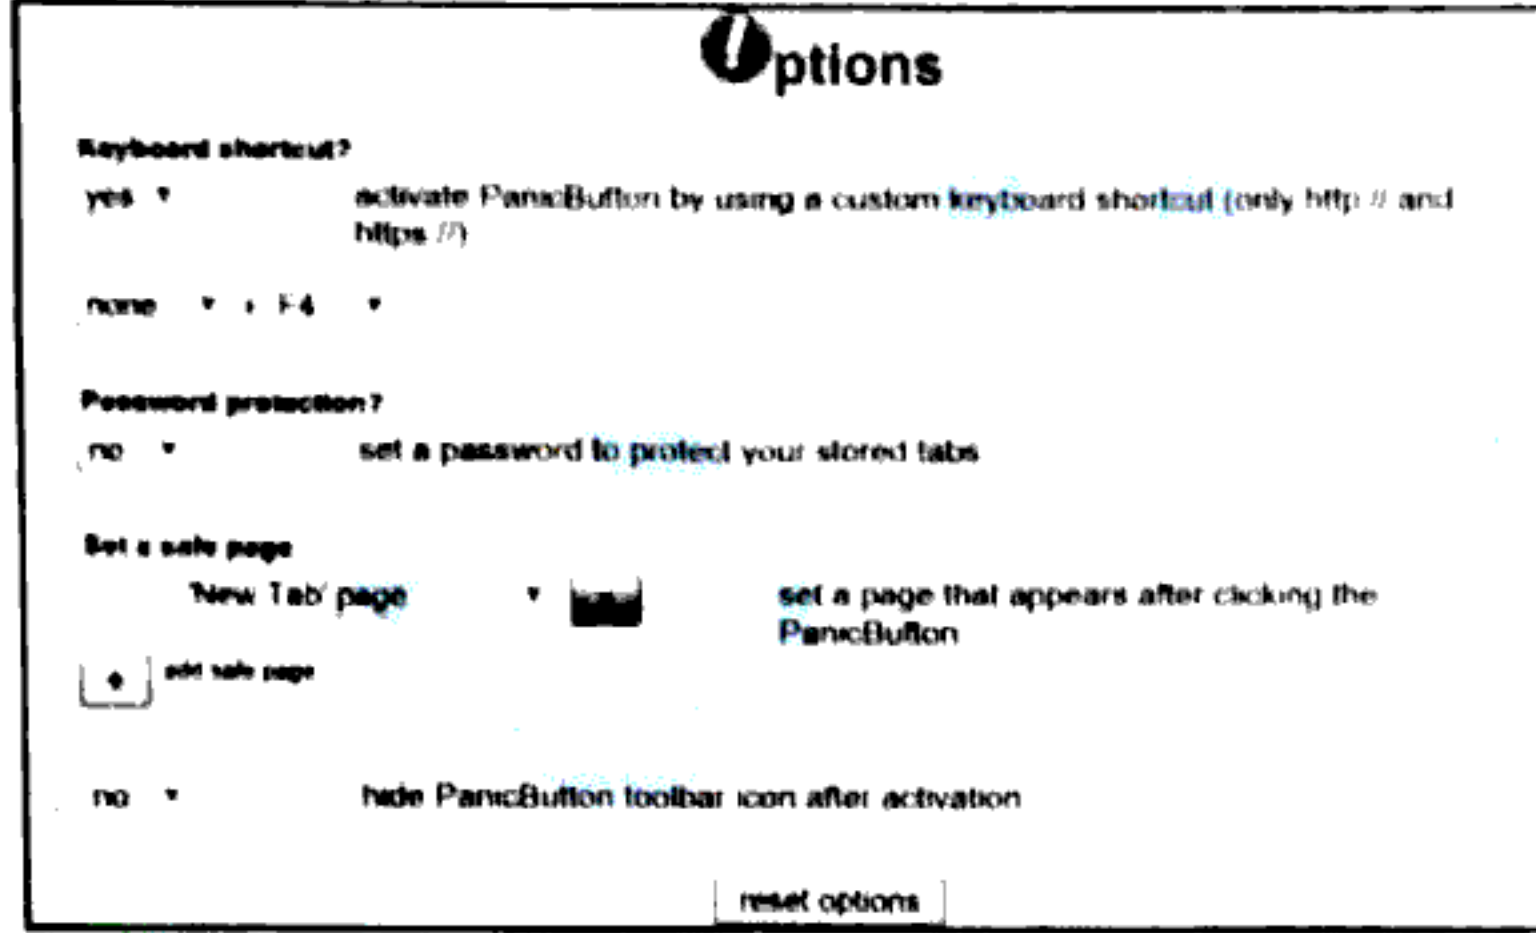 Options
Keyboard shortcut?
yes
activate PanicButton by using a custom keyboard shortcut (only http:// and
https://)
none + F4
Password protection?
no
set a password to protect your stored tabs
Set a safe page
'New Tab' page
set a page that appears after clicking the
PanicButton
add safe page
no
hide PanicButton toolbar icon after activation
reset options